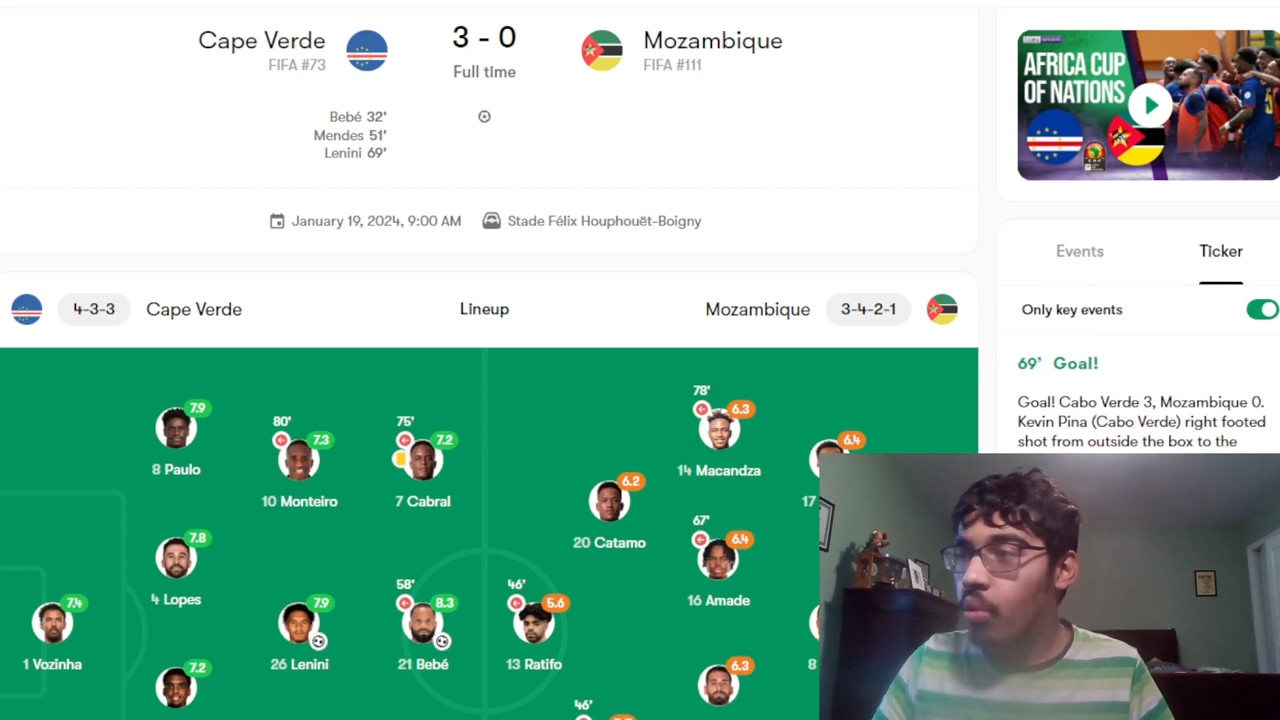 Cape Verde
FIFA #73
3 - 0
Full time
Mozambique
FIFA #111
Bebé 32'
Mendes 51'
Lenini 69'
January 19, 2024, 9:00 AM
Stade Félix Houphouët-Boigny
AFRICA CUP
OF NATIONS
Events
Ticker
Only key events
69' Goal!
Goal! Cabo Verde 3, Mozambique 0.
Kevin Pina (Cabo Verde) right footed
shot from outside the box to the
4-3-3
Cape Verde
Lineup
Mozambique
3-4-2-1
7.9
8 Paulo
80'
7.3
10 Monteiro
75'
7.2
7 Cabral
78'
6.3
14 Macandza
6.4
17
6.2
20 Catamo
67'
6.4
16 Amade
7.8
4 Lopes
7.4
1 Vozinha
7.9
26 Lenini
58'
8.3
21 Bebé
46'
5.6
13 Ratifo
8
7.2
6.3
46'